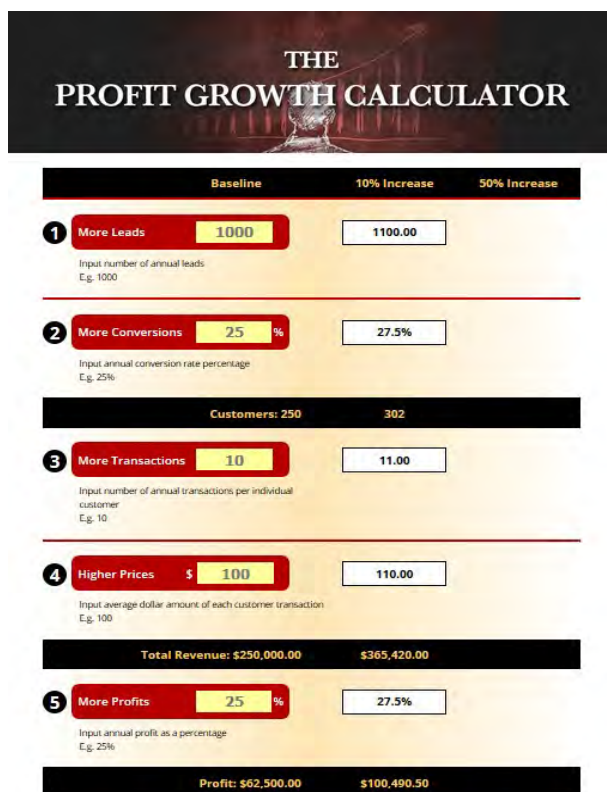 THE
PROFIT GROWTH CALCULATOR
Baseline 10% Increase 50% Increase
1 More Leads 1000 1100.00
Input number of annual leads
E.g. 1000
2 More Conversions 25 % 27.5%
Input annual conversion rate percentage
E.g. 25%
Customers: 250 302
3 More Transactions 10 11.00
Input number of annual transactions per individual
customer
E.g. 10
4 Higher Prices $ 100 110.00
Input average dollar amount of each customer transaction
E.g. 100
Total Revenue: $250,000.00 $365,420.00
5 More Profits 25 % 27.5%
Input annual profit as a percentage
E.g. 25%
Profit: $62,500.00 $100,490.50